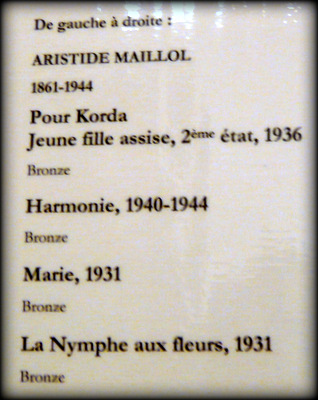 De gauche à droite :
ARISTIDE MAILLOL
1861-1944
Pour Korda
Jeune fille assise, 2ème état, 1936
Bronze
Harmonie, 1940-1944
Bronze
Marie, 1931
Bronze
La Nymphe aux fleurs, 1931
Bronze